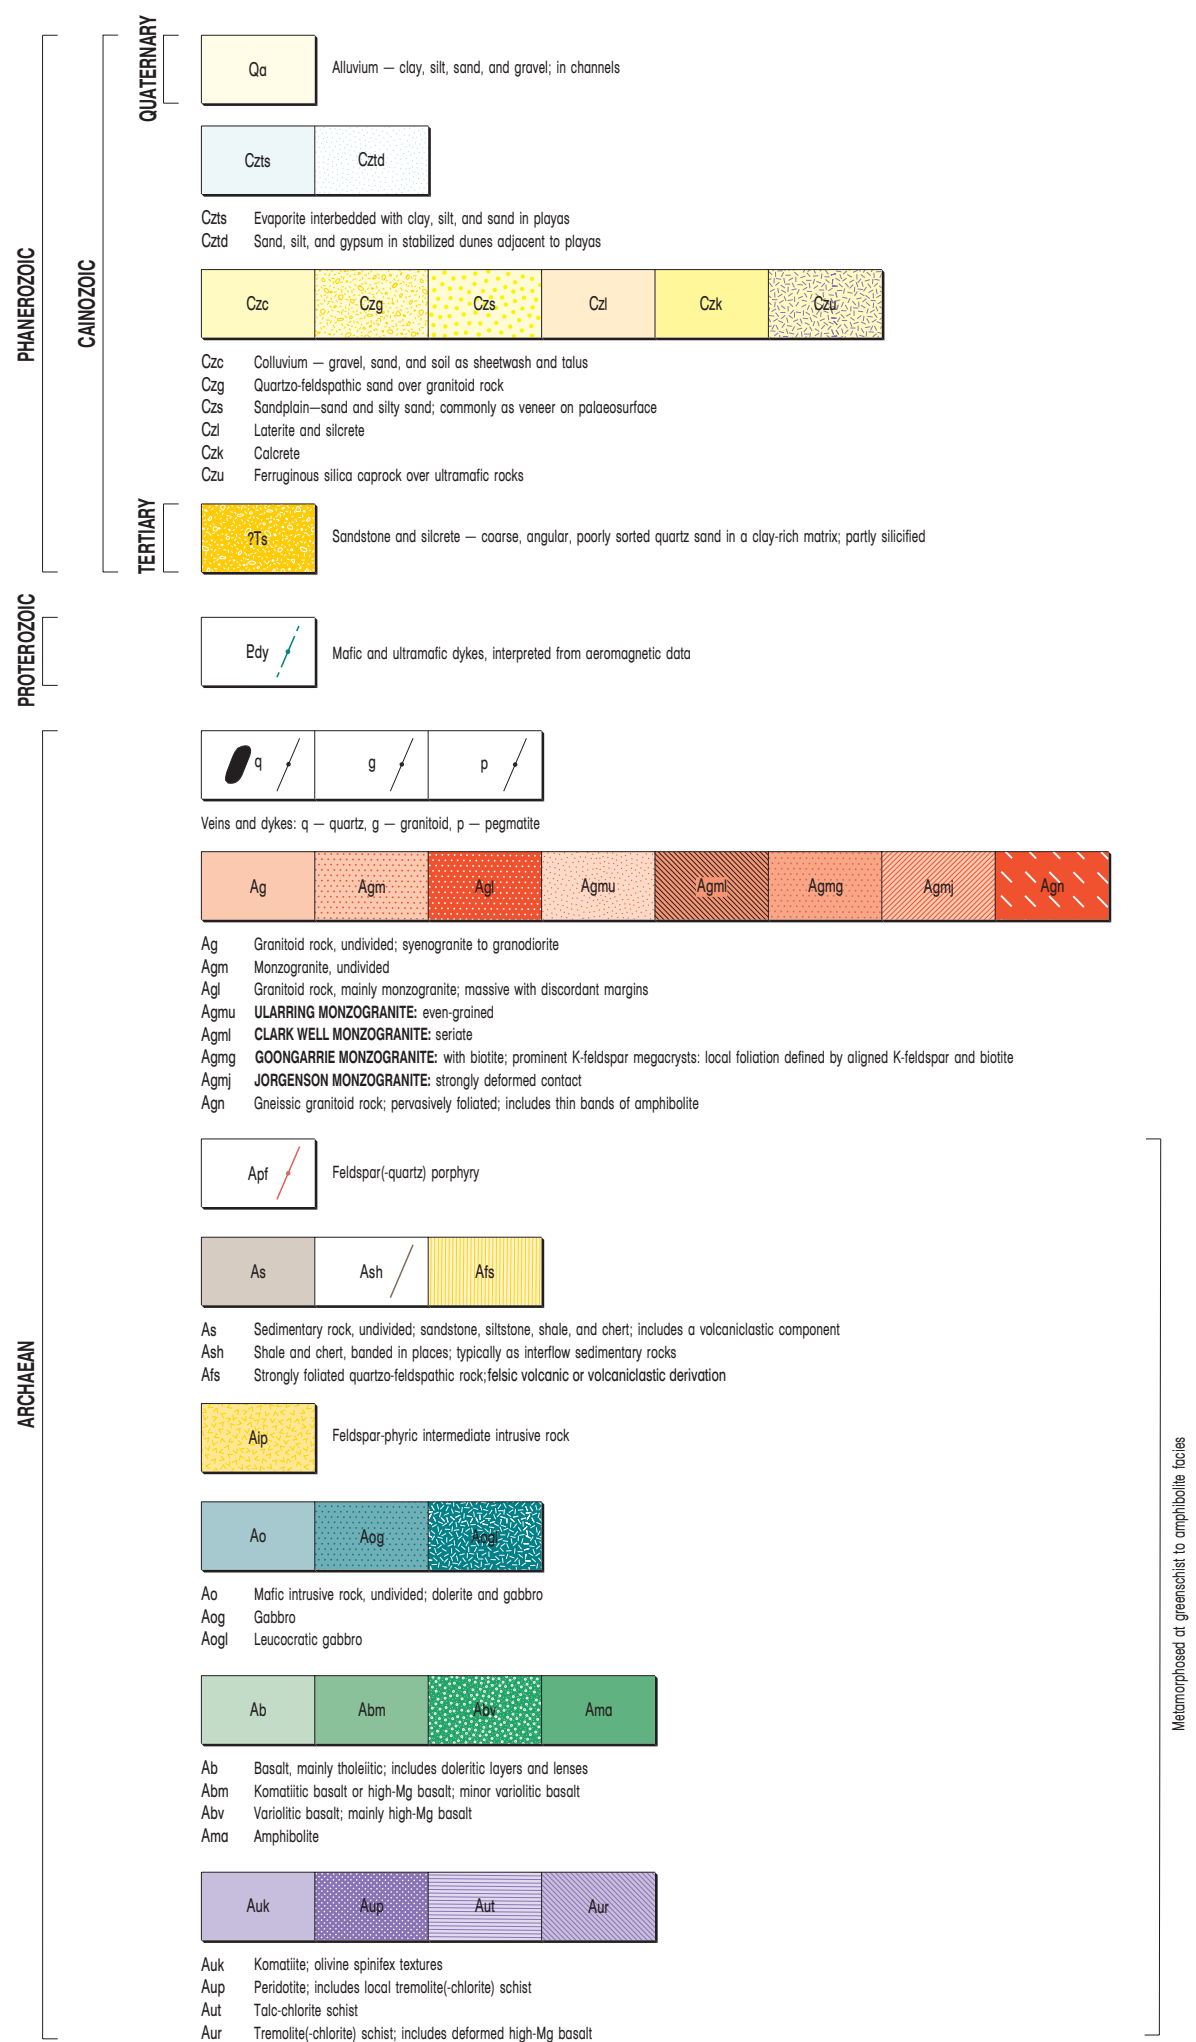 QUATERNARY
Qa
Alluvium — clay, silt, sand, and gravel; in channels
PHANEROZOIC
CAINOZOIC
Czts Cztd
Czts Evaporite interbedded with clay, silt, and sand in playas
Cztd Sand, silt, and gypsum in stabilized dunes adjacent to playas
Czc Czg Czs Czl Czk Czu
Czc Colluvium — gravel, sand, and soil as sheetwash and talus
Czg Quartzo-feldspathic sand over granitoid rock
Czs Sandplain—sand and silty sand; commonly as veneer on palaeosurface
Czl Laterite and silcrete
Czk Calcrete
Czu Ferruginous silica caprock over ultramafic rocks
TERTIARY
?Ts
Sandstone and silcrete — coarse, angular, poorly sorted quartz sand in a clay-rich matrix; partly silicified
PROTEROZOIC
Pdy
Mafic and ultramafic dykes, interpreted from aeromagnetic data
ARCHAEAN
q g p
Veins and dykes: q — quartz, g — granitoid, p — pegmatite
Ag Agm Agl Agmu Agml Agmg Agmj Agn
Ag Granitoid rock, undivided; syenogranite to granodiorite
Agm Monzogranite, undivided
Agl Granitoid rock, mainly monzogranite; massive with discordant margins
Agmu ULARRING MONZOGRANITE: even-grained
Agml CLARK WELL MONZOGRANITE: seriate
Agmg GOONGARRIE MONZOGRANITE: with biotite; prominent K-feldspar megacrysts: local foliation defined by aligned K-feldspar and biotite
Agmj JORGENSON MONZOGRANITE: strongly deformed contact
Agn Gneissic granitoid rock; pervasively foliated; includes thin bands of amphibolite
Apf
Feldspar(-quartz) porphyry
As Ash Afs
As Sedimentary rock, undivided; sandstone, siltstone, shale, and chert; includes a volcaniclastic component
Ash Shale and chert, banded in places; typically as interflow sedimentary rocks
Afs Strongly foliated quartzo-feldspathic rock; felsic volcanic or volcaniclastic derivation
Aip
Feldspar-phyric intermediate intrusive rock
Ao Aog Aogl
Ao Mafic intrusive rock, undivided; dolerite and gabbro
Aog Gabbro
Aogl Leucocratic gabbro
Ab Abm Abv Ama
Ab Basalt, mainly tholeiitic; includes doleritic layers and lenses
Abm Komatiitic basalt or high-Mg basalt; minor variolitic basalt
Abv Variolitic basalt; mainly high-Mg basalt
Ama Amphibolite
Auk Aup Aut Aur
Auk Komatiite; olivine spinifex textures
Aup Peridotite; includes local tremolite(-chlorite) schist
Aut Talc-chlorite schist
Aur Tremolite(-chlorite) schist; includes deformed high-Mg basalt
Metamorphosed at greenschist to amphibolite facies